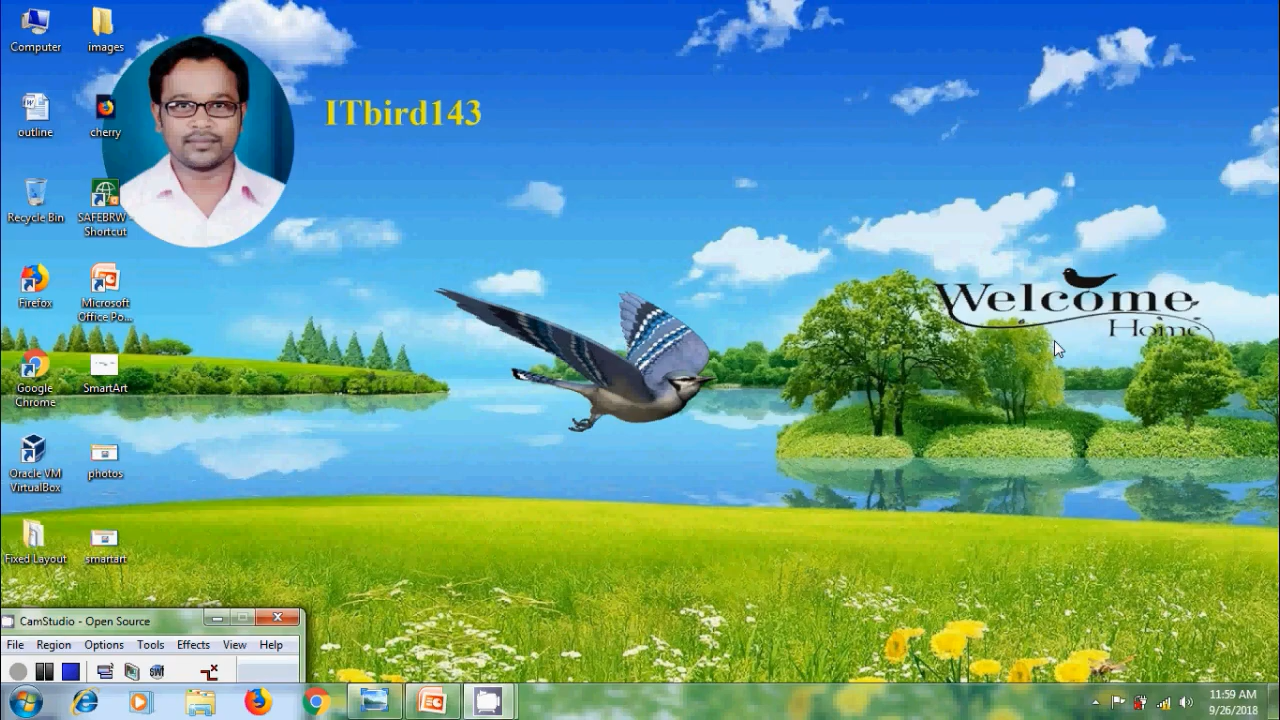 Computer
images
ITbird143
outline
cherry
Recycle Bin
SAFEBRW - Shortcut
Firefox
Microsoft Office Po...
Welcome
Home
Google Chrome
SmartArt
Oracle VM VirtualBox
photos
Fixed Layout
smartart
CamStudio - Open Source
File Region Options Tools Effects View Help
11:59 AM
9/26/2018